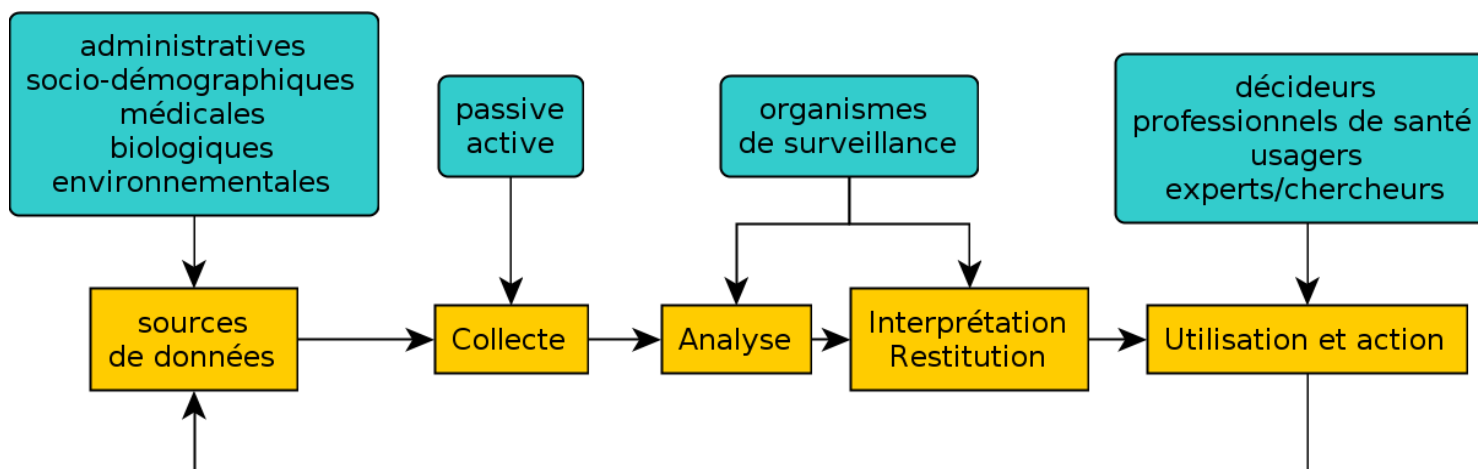 administratives
socio-démographiques
médicales
biologiques
environnementales
passive
active
organismes
de surveillance
décideurs
professionnels de santé
usagers
experts/chercheurs
sources
de données
Collecte
Analyse
Interprétation
Restitution
Utilisation et action